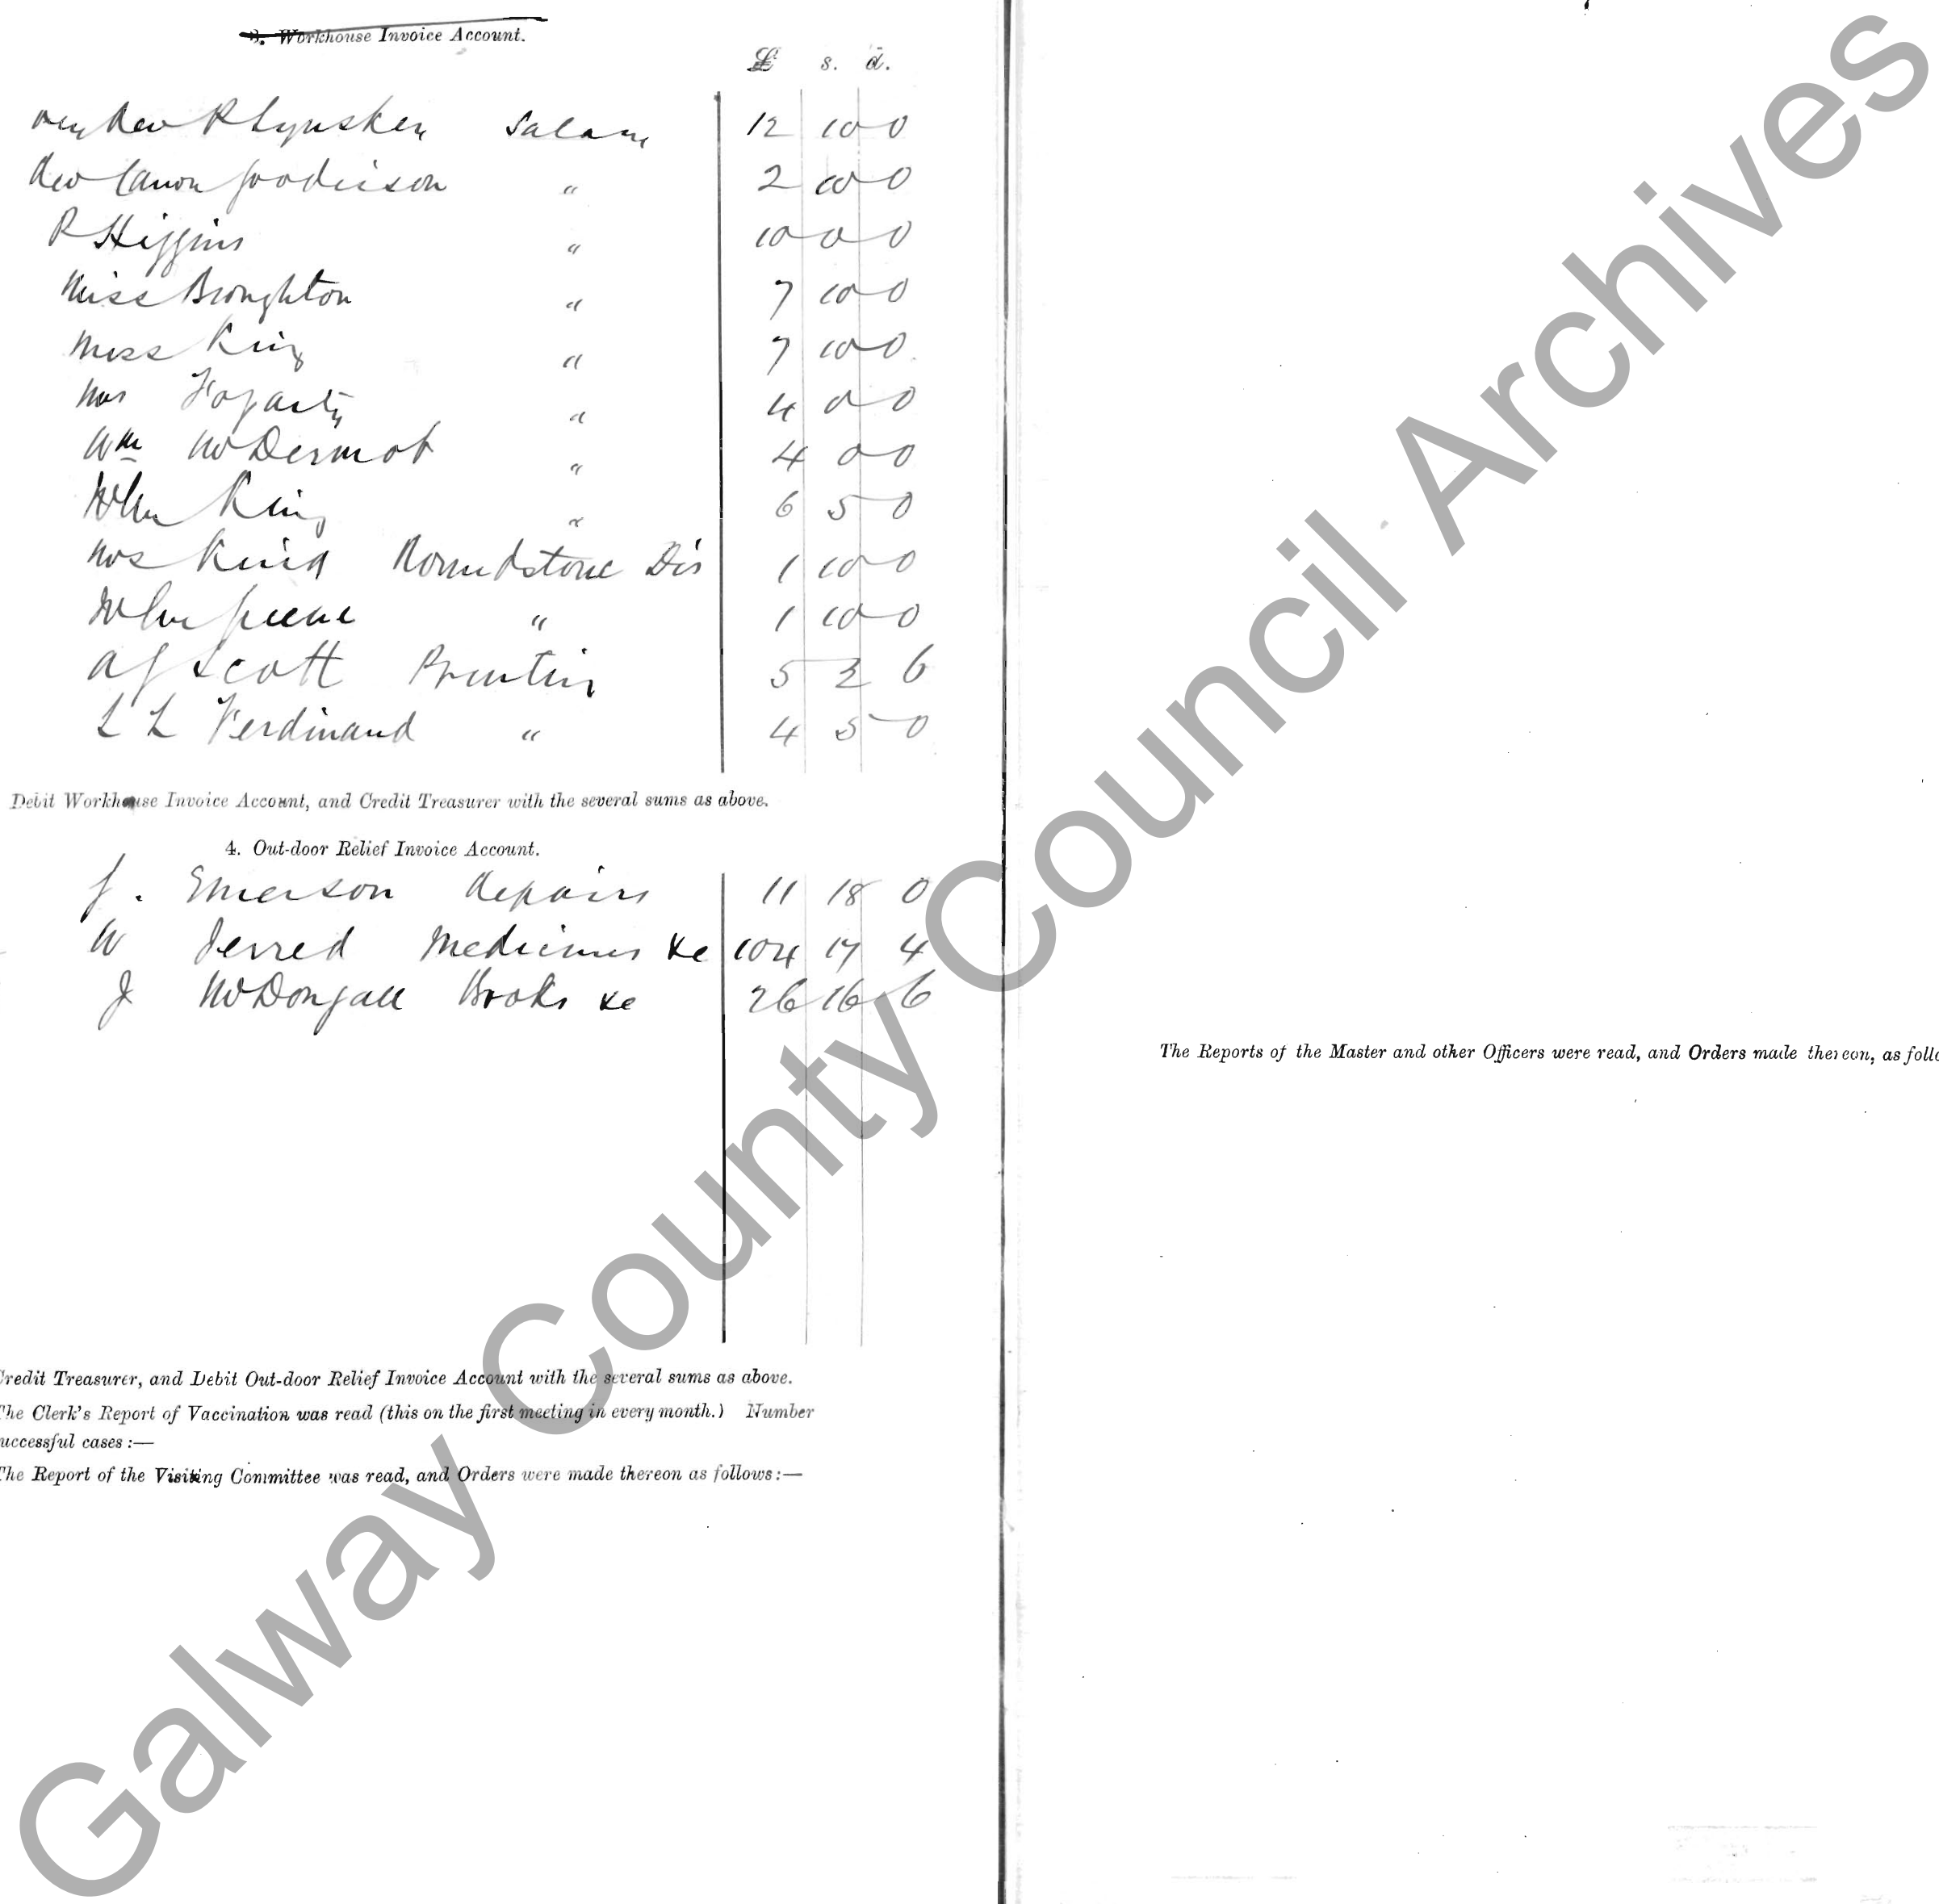 3. Workhouse Invoice Account.
£ s. d.
Very Rev P Lynskey Salary 12 10 0
Rev Canon Goodison " 2 10 0
P Higgins " 10 0 0
Miss Broughton " 7 10 0
Miss King " 7 10 0
Mrs Fogarty " 4 0 0
Wm McDermot " 4 0 0
John King " 6 5 0
Mrs King Roundstone Dis 1 10 0
John Greene " 1 10 0
A J Scott Printing 5 2 6
L L Ferdinand " 4 5 0
Debit Workhouse Invoice Account, and Credit Treasurer with the several sums as above.
4. Out-door Relief Invoice Account.
J. Emerson Repairs 11 18 0
W Jerred Medicines &c 104 17 4
J McDougall Books &c 26 16 6
Credit Treasurer, and Debit Out-door Relief Invoice Account with the several sums as above.
The Clerk's Report of Vaccination was read (this on the first meeting in every month.) Number
uccessful cases :—
The Report of the Visiting Committee was read, and Orders were made thereon as follows :—
The Reports of the Master and other Officers were read, and Orders made thereon, as follo
Galway County Council Archives